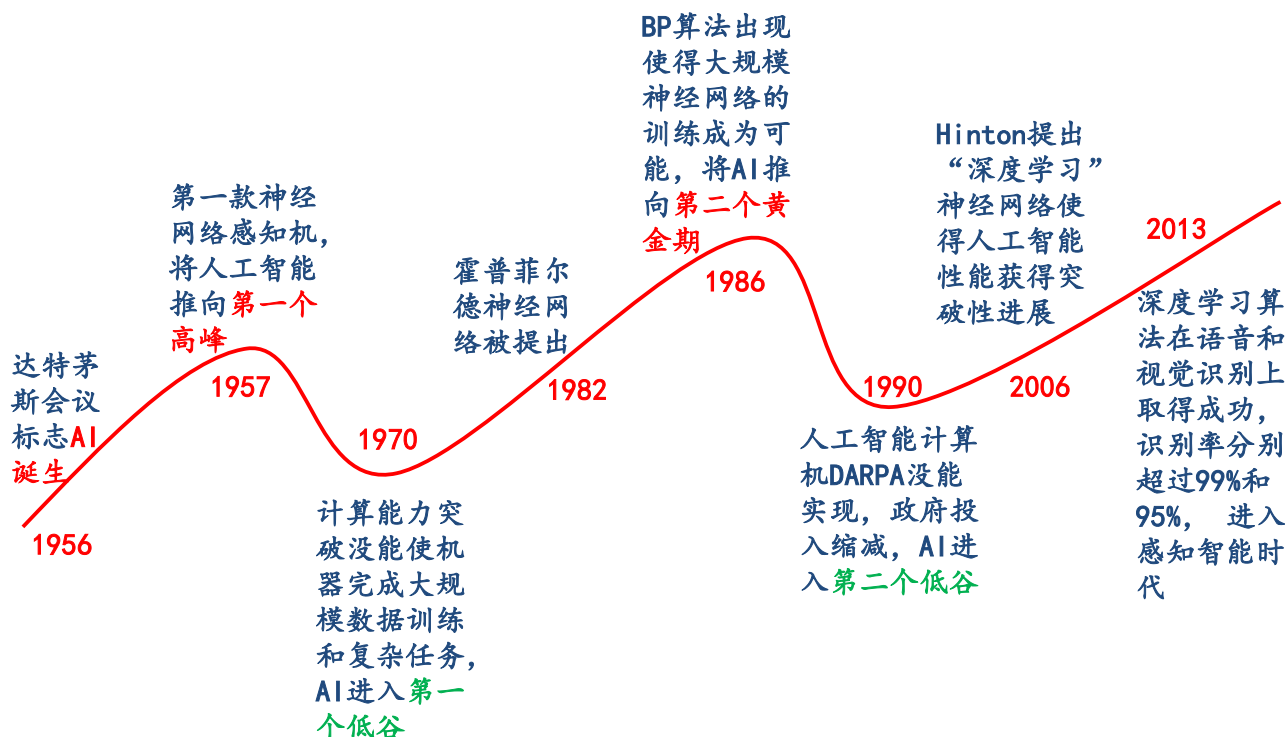 达特茅
斯会议
标志AI
诞生
1956
第一款神经
网络感知机，
将人工智能
推向第一个
高峰
1957
1970
计算能力突
破没能使机
器完成大规
模数据训练
和复杂任务，
AI进入第一
个低谷
霍普菲尔
德神经网
络被提出
1982
BP算法出现
使得大规模
神经网络的
训练成为可
能，将AI推
向第二个黄
金期
1986
1990
人工智能计算
机DARPA没能
实现，政府投
入缩减，AI进
入第二个低谷
Hinton提出
“深度学习”
神经网络使
得人工智能
性能获得突
破性进展
2006
2013
深度学习算
法在语音和
视觉识别上
取得成功，
识别率分别
超过99%和
95%， 进入
感知智能时
代